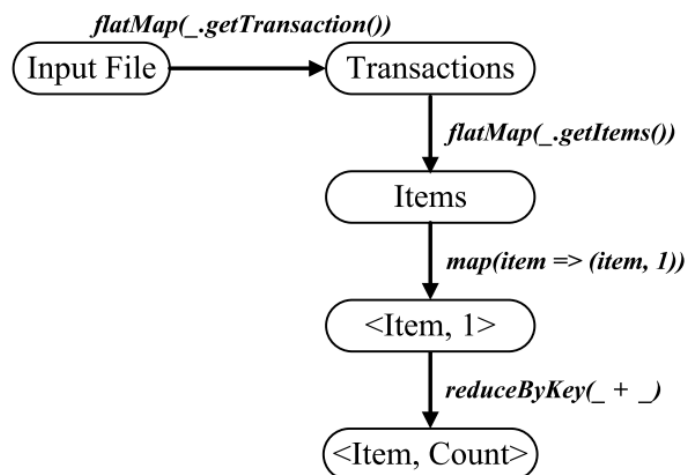 flatMap(_.getTransaction())
Input File
Transactions
flatMap(_.getItems())
Items
map(item => (item, 1))
<Item, 1>
reduceByKey(_ + _)
<Item, Count>